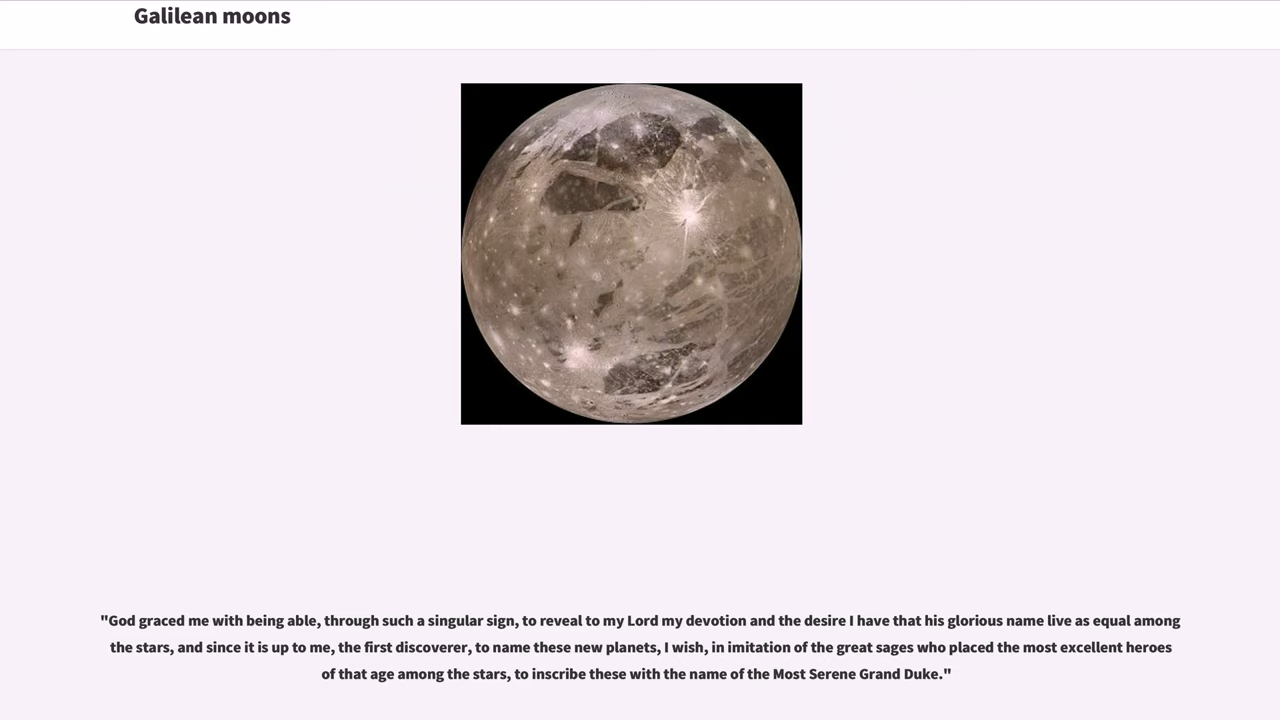 Galilean moons
"God graced me with being able, through such a singular sign, to reveal to my Lord my devotion and the desire I have that his glorious name live as equal among
the stars, and since it is up to me, the first discoverer, to name these new planets, I wish, in imitation of the great sages who placed the most excellent heroes
of that age among the stars, to inscribe these with the name of the Most Serene Grand Duke."